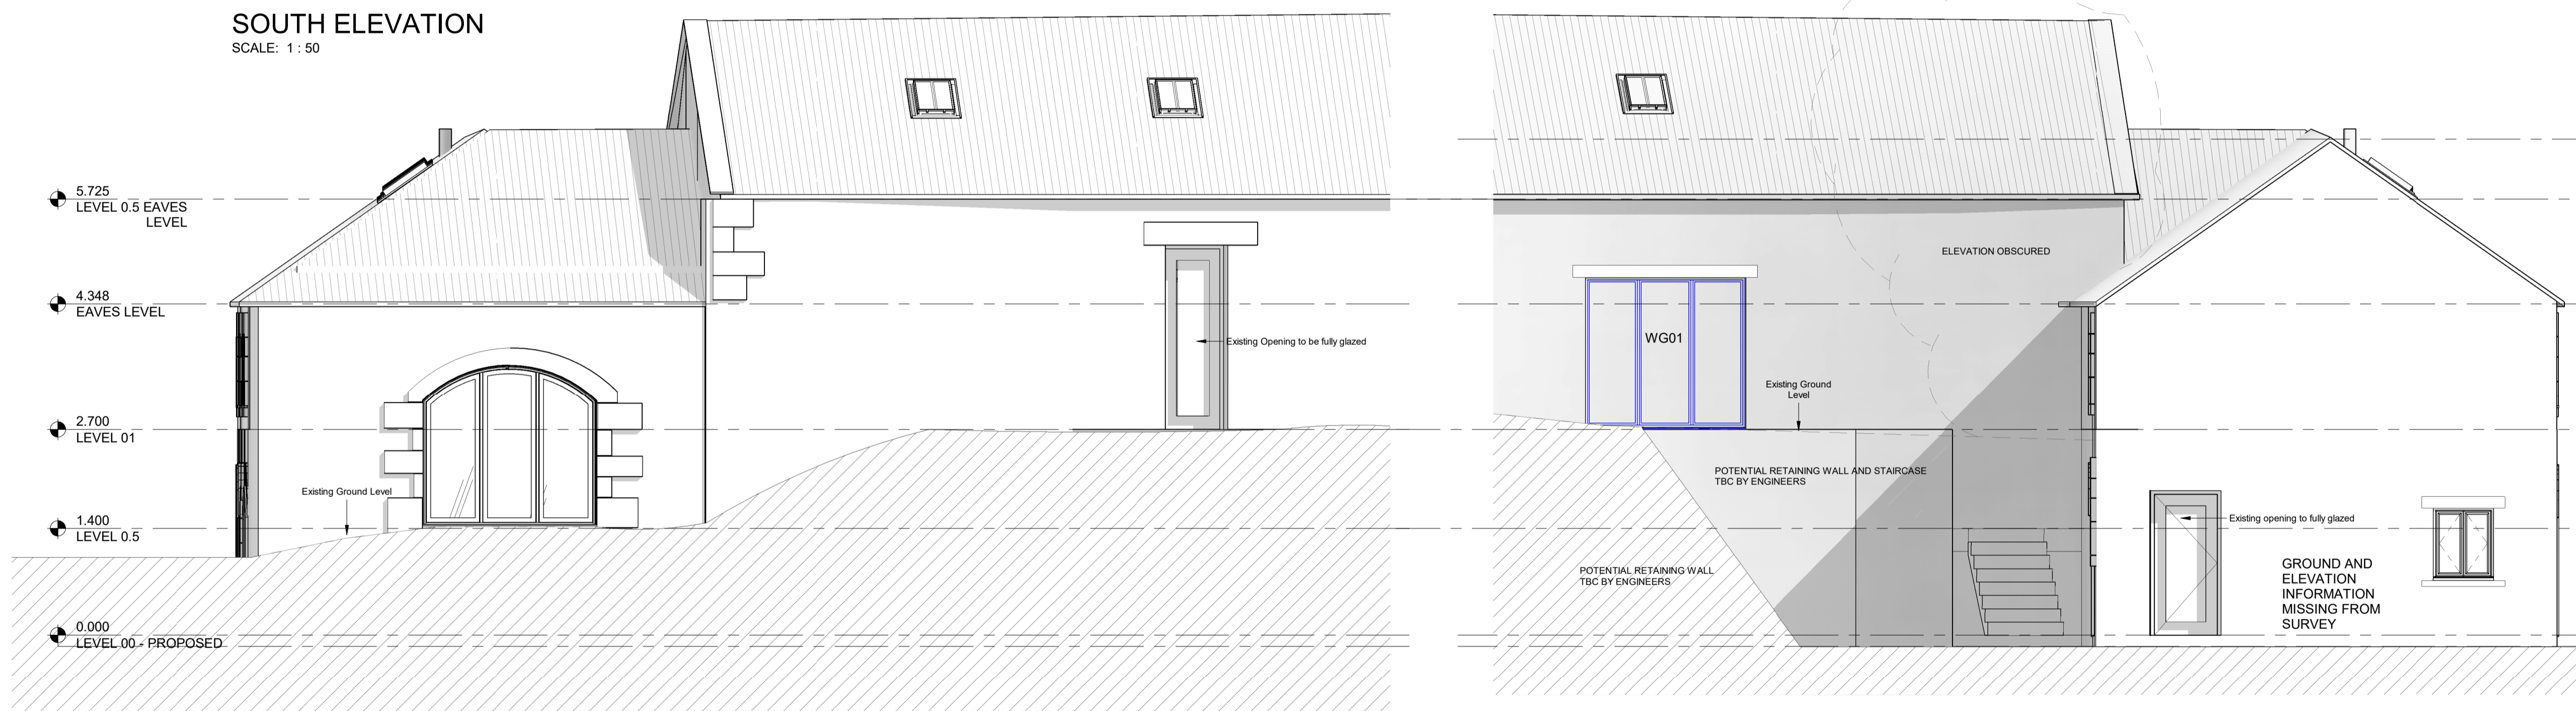 SOUTH ELEVATION
SCALE: 1 : 50
5.725
LEVEL 0.5 EAVES
LEVEL
4.348
EAVES LEVEL
2.700
LEVEL 01
1.400
LEVEL 0.5
0.000
LEVEL 00 - PROPOSED
Existing Ground Level
Existing Opening to be fully glazed
WG01
ELEVATION OBSCURED
Existing Ground
Level
POTENTIAL RETAINING WALL AND STAIRCASE
TBC BY ENGINEERS
POTENTIAL RETAINING WALL
TBC BY ENGINEERS
Existing opening to fully glazed
GROUND AND
ELEVATION
INFORMATION
MISSING FROM
SURVEY